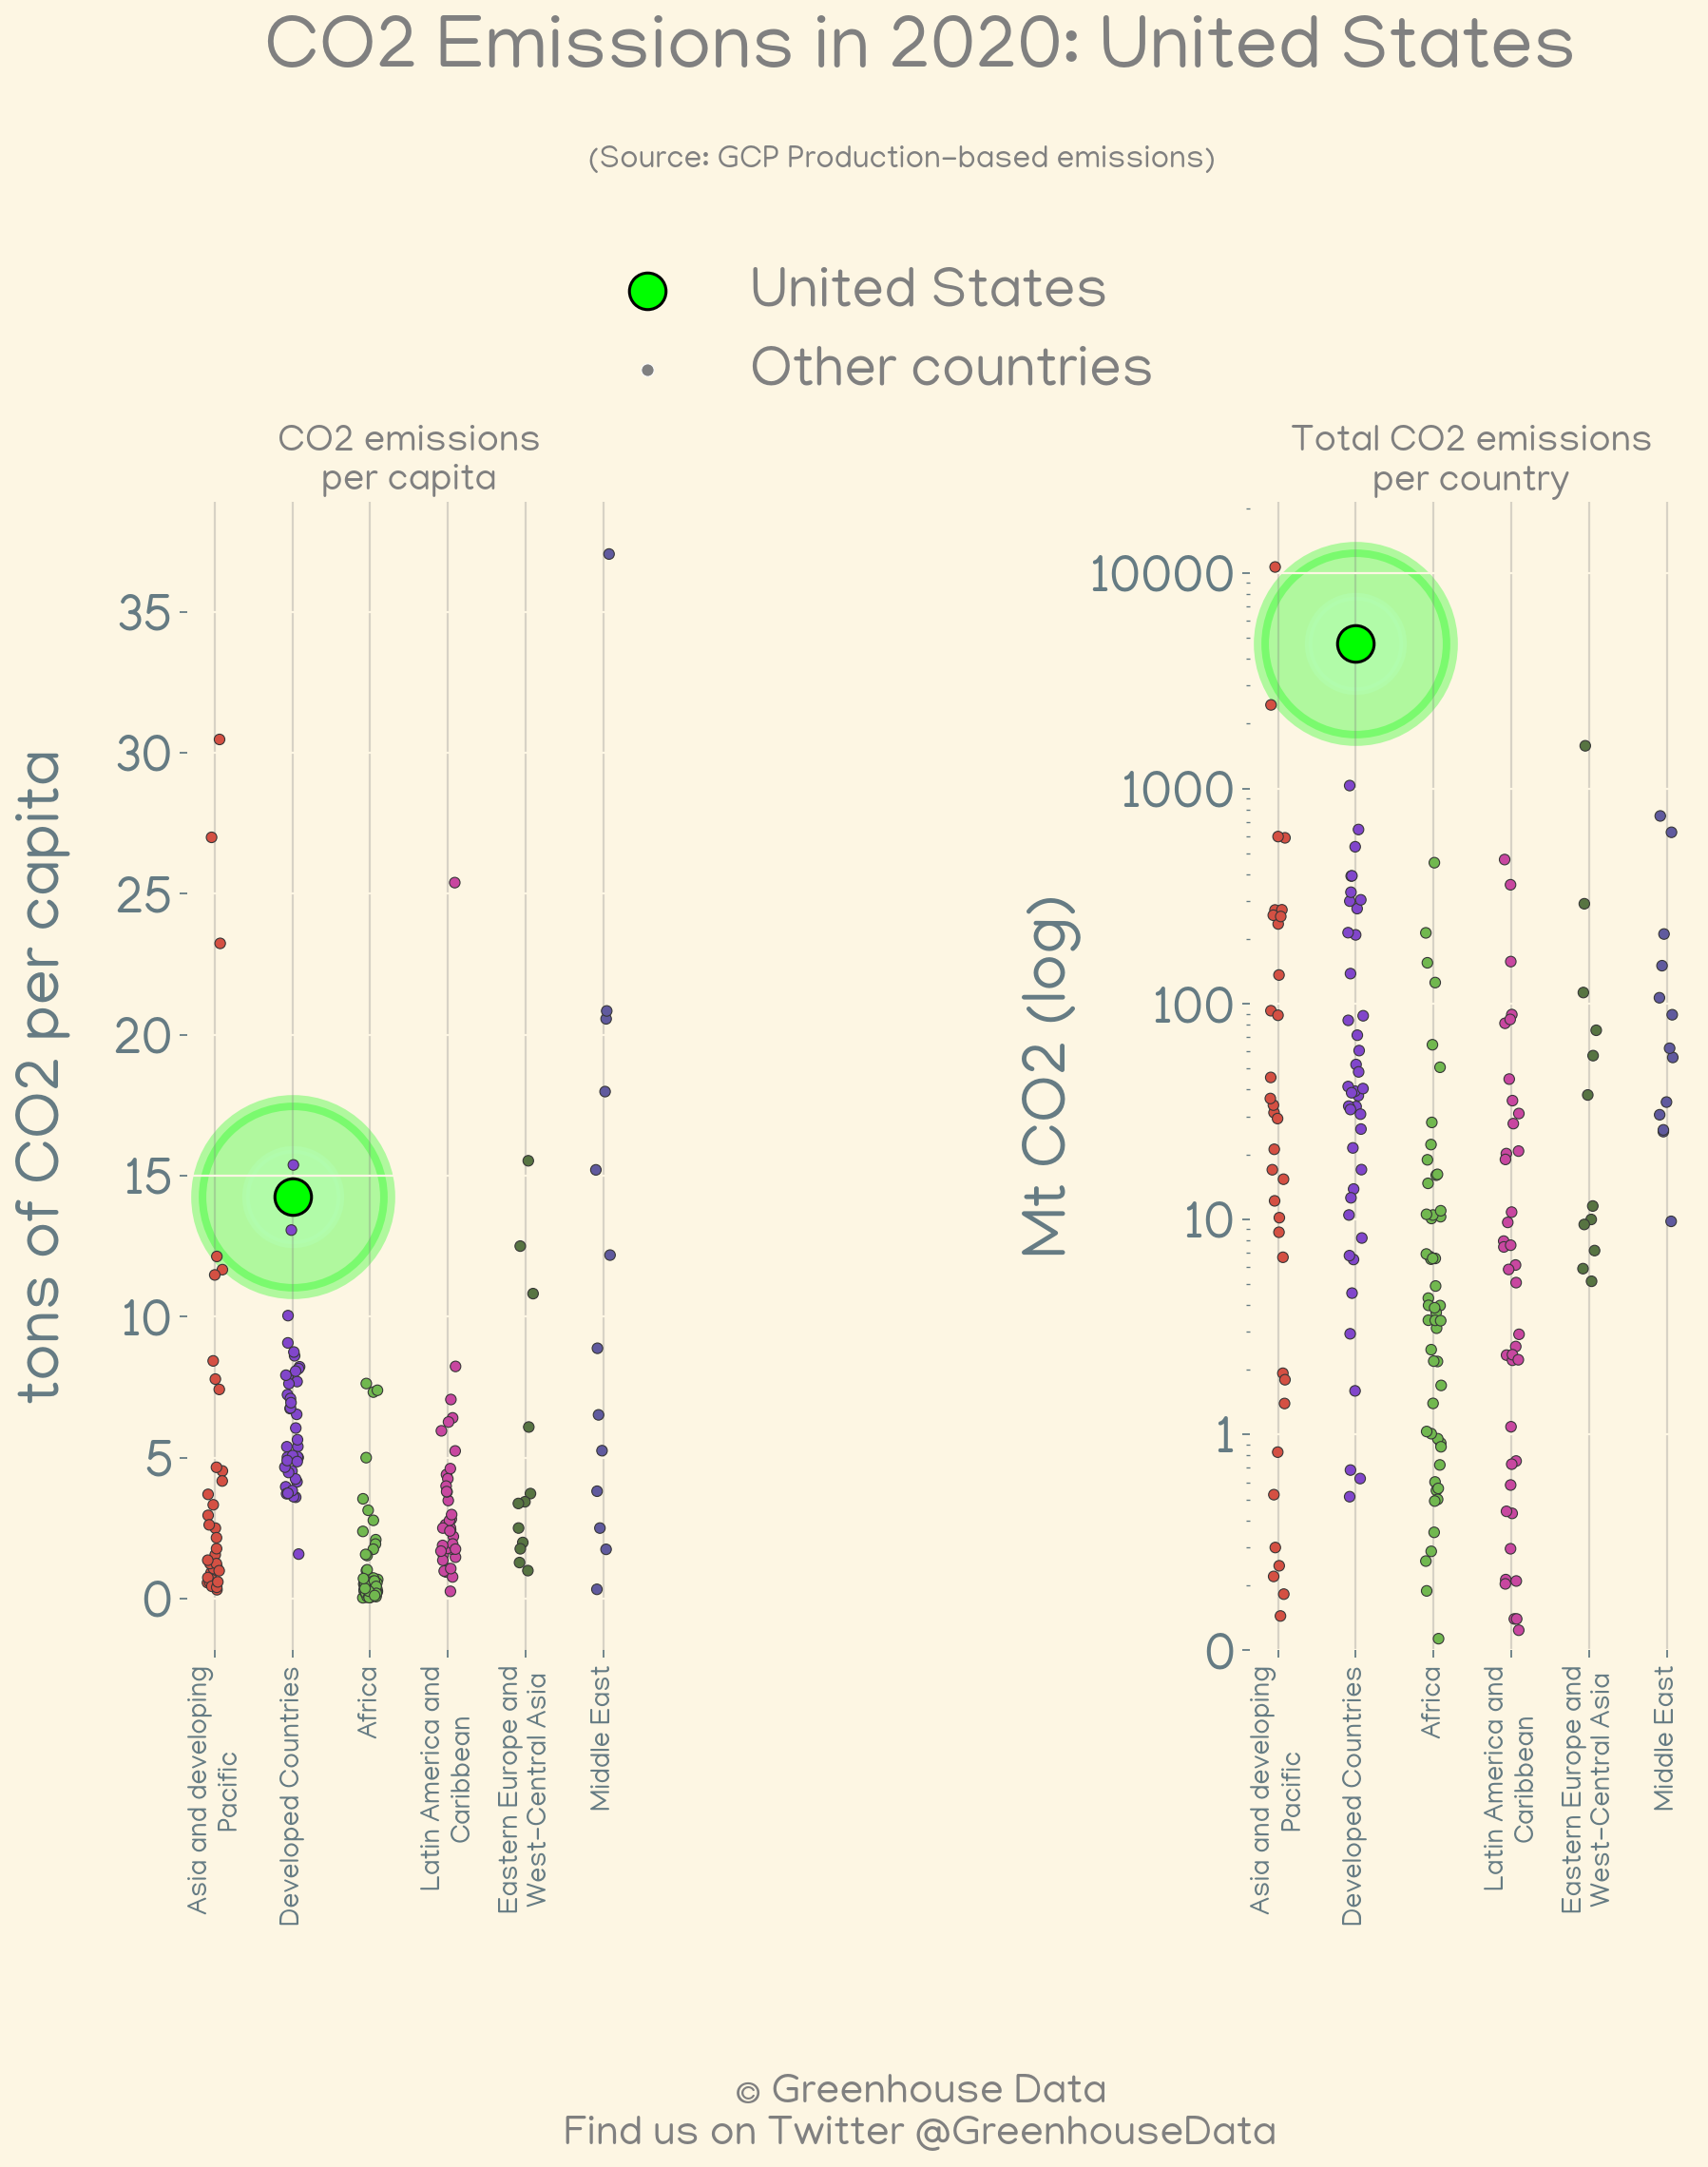 CO2 Emissions in 2020: United States
(Source: GCP Production-based emissions)
United States
Other countries
CO2 emissions
per capita
tons of CO2 per capita
35
30
25
20
15
10
5
0
Asia and developing
Pacific
Developed Countries
Africa
Latin America and
Caribbean
Eastern Europe and
West-Central Asia
Middle East
Total CO2 emissions
per country
Mt CO2 (log)
10000
1000
100
10
1
0
Asia and developing
Pacific
Developed Countries
Africa
Latin America and
Caribbean
Eastern Europe and
West-Central Asia
Middle East
© Greenhouse Data
Find us on Twitter @GreenhouseData